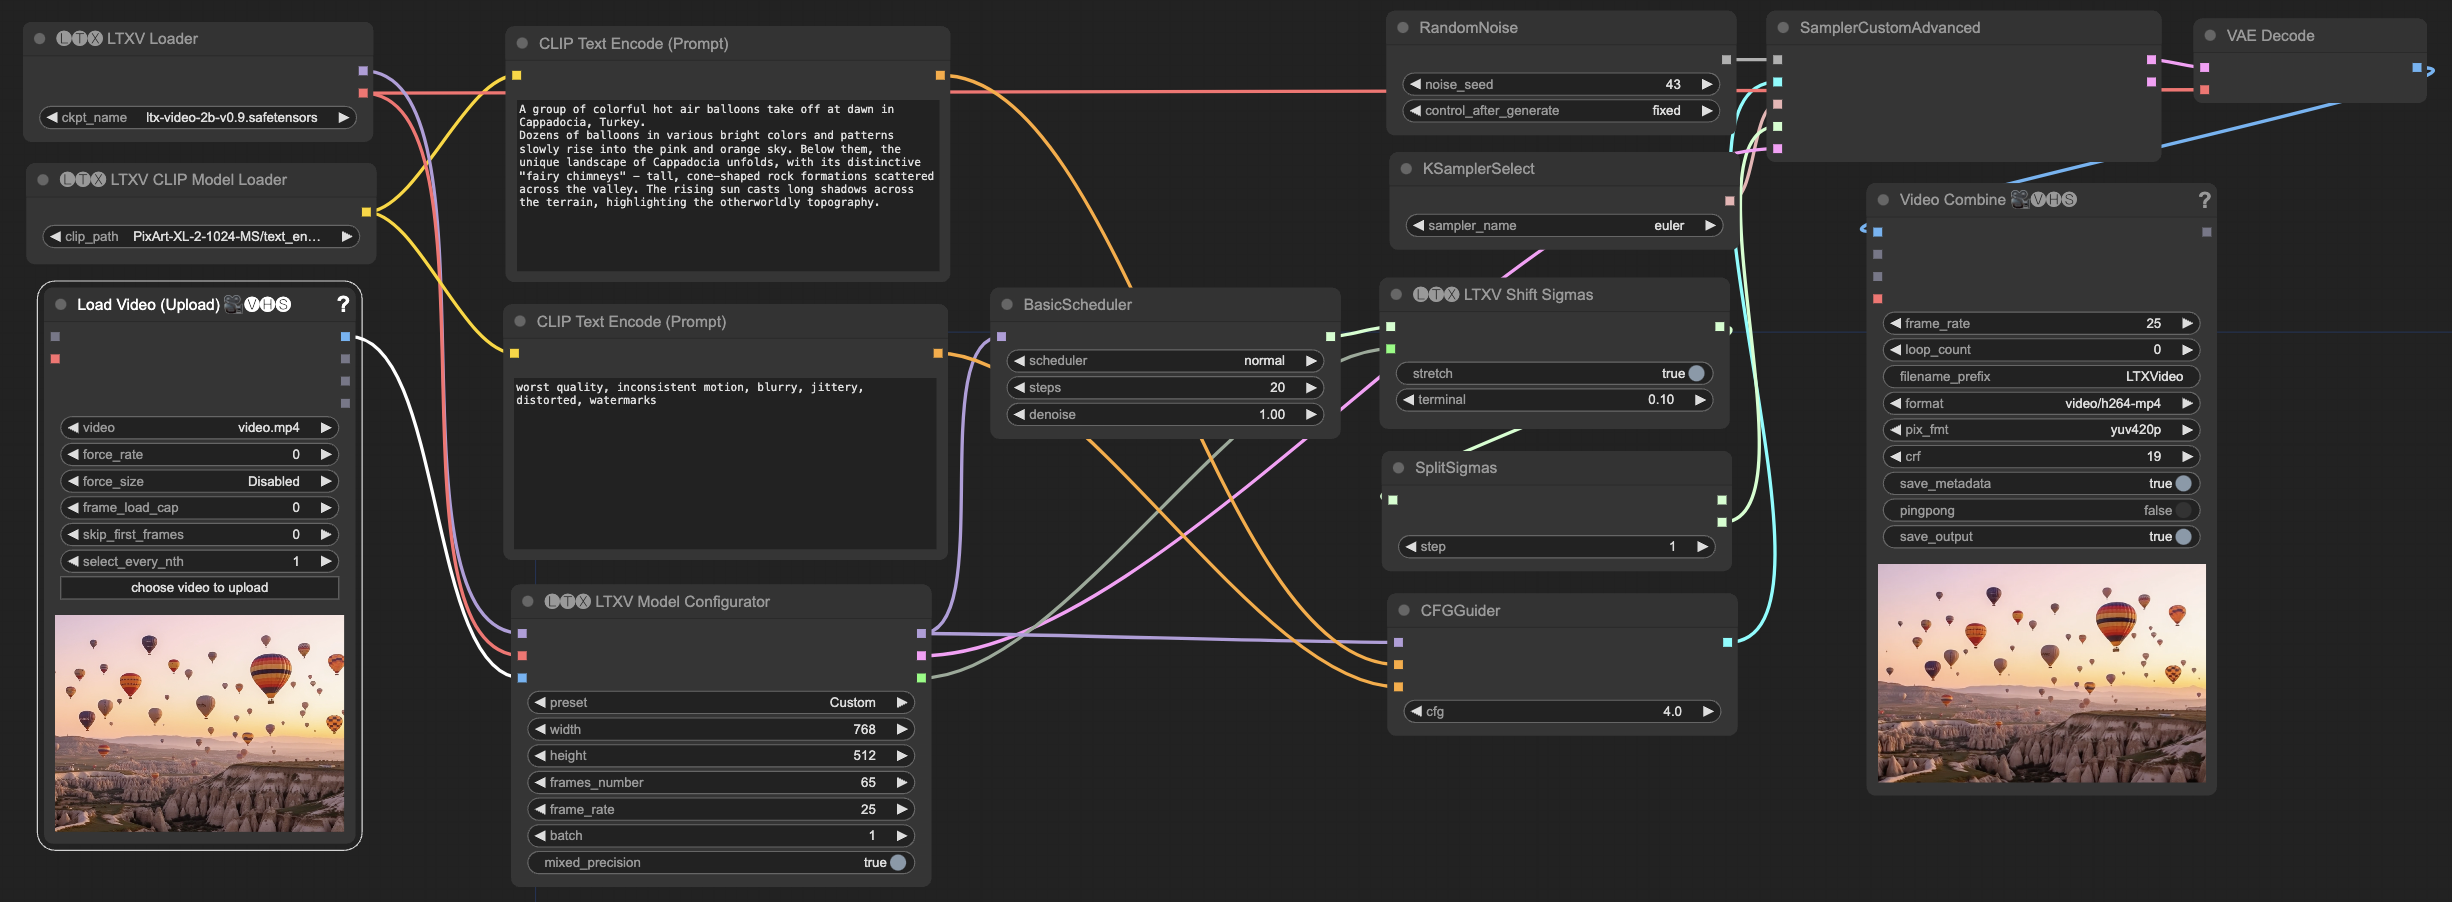 LTX LTXV Loader
ckpt_name ltx-video-2b-v0.9.safetensors
LTX LTXV CLIP Model Loader
clip_path PixArt-XL-2-1024-MS/text_en...
Load Video (Upload) VHS ?
video video.mp4
force_rate 0
force_size Disabled
frame_load_cap 0
skip_first_frames 0
select_every_nth 1
choose video to upload
CLIP Text Encode (Prompt)
A group of colorful hot air balloons take off at dawn in
Cappadocia, Turkey.
Dozens of balloons in various bright colors and patterns
slowly rise into the pink and orange sky. Below them, the
unique landscape of Cappadocia unfolds, with its distinctive
"fairy chimneys" – tall, cone-shaped rock formations scattered
across the valley. The rising sun casts long shadows across
the terrain, highlighting the otherworldly topography.
CLIP Text Encode (Prompt)
worst quality, inconsistent motion, blurry, jittery,
distorted, watermarks
LTX LTXV Model Configurator
preset Custom
width 768
height 512
frames_number 65
frame_rate 25
batch 1
mixed_precision true
BasicScheduler
scheduler normal
steps 20
denoise 1.00
RandomNoise
noise_seed 43
control_after_generate fixed
KSamplerSelect
sampler_name euler
LTX LTXV Shift Sigmas
stretch true
terminal 0.10
SplitSigmas
step 1
CFGGuider
cfg 4.0
SamplerCustomAdvanced
VAE Decode
Video Combine VHS ?
frame_rate 25
loop_count 0
filename_prefix LTXVideo
format video/h264-mp4
pix_fmt yuv420p
crf 19
save_metadata true
pingpong false
save_output true